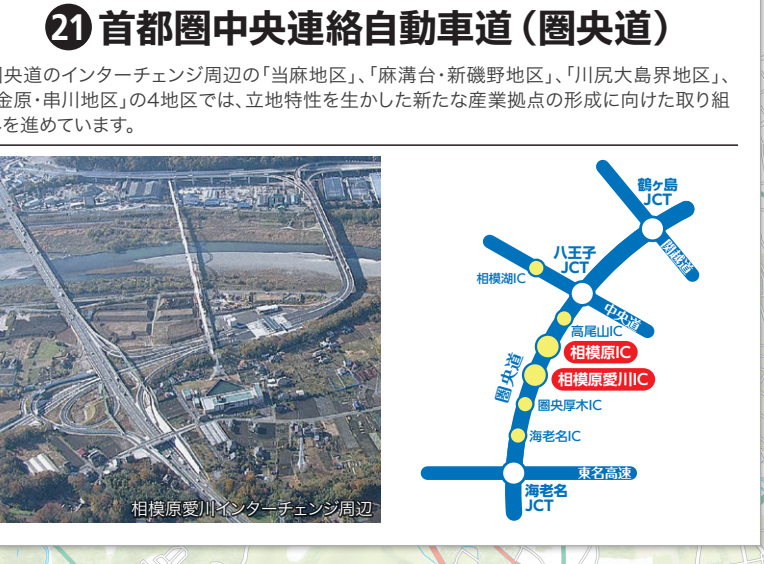 21 首都圏中央連絡自動車道（圏央道）
央道のインターチェンジ周辺の「当麻地区」、「麻溝台・新磯野地区」、「川尻大島界地区」、
金原・串川地区」の4地区では、立地特性を生かした新たな産業拠点の形成に向けた取り組
を進めています。
鶴ヶ島
JCT
関越道
八王子
JCT
相模湖IC
中央道
高尾山IC
相模原IC
圏央道
相模原愛川IC
圏央厚木IC
海老名IC
東名高速
海老名
JCT
相模原愛川インターチェンジ周辺